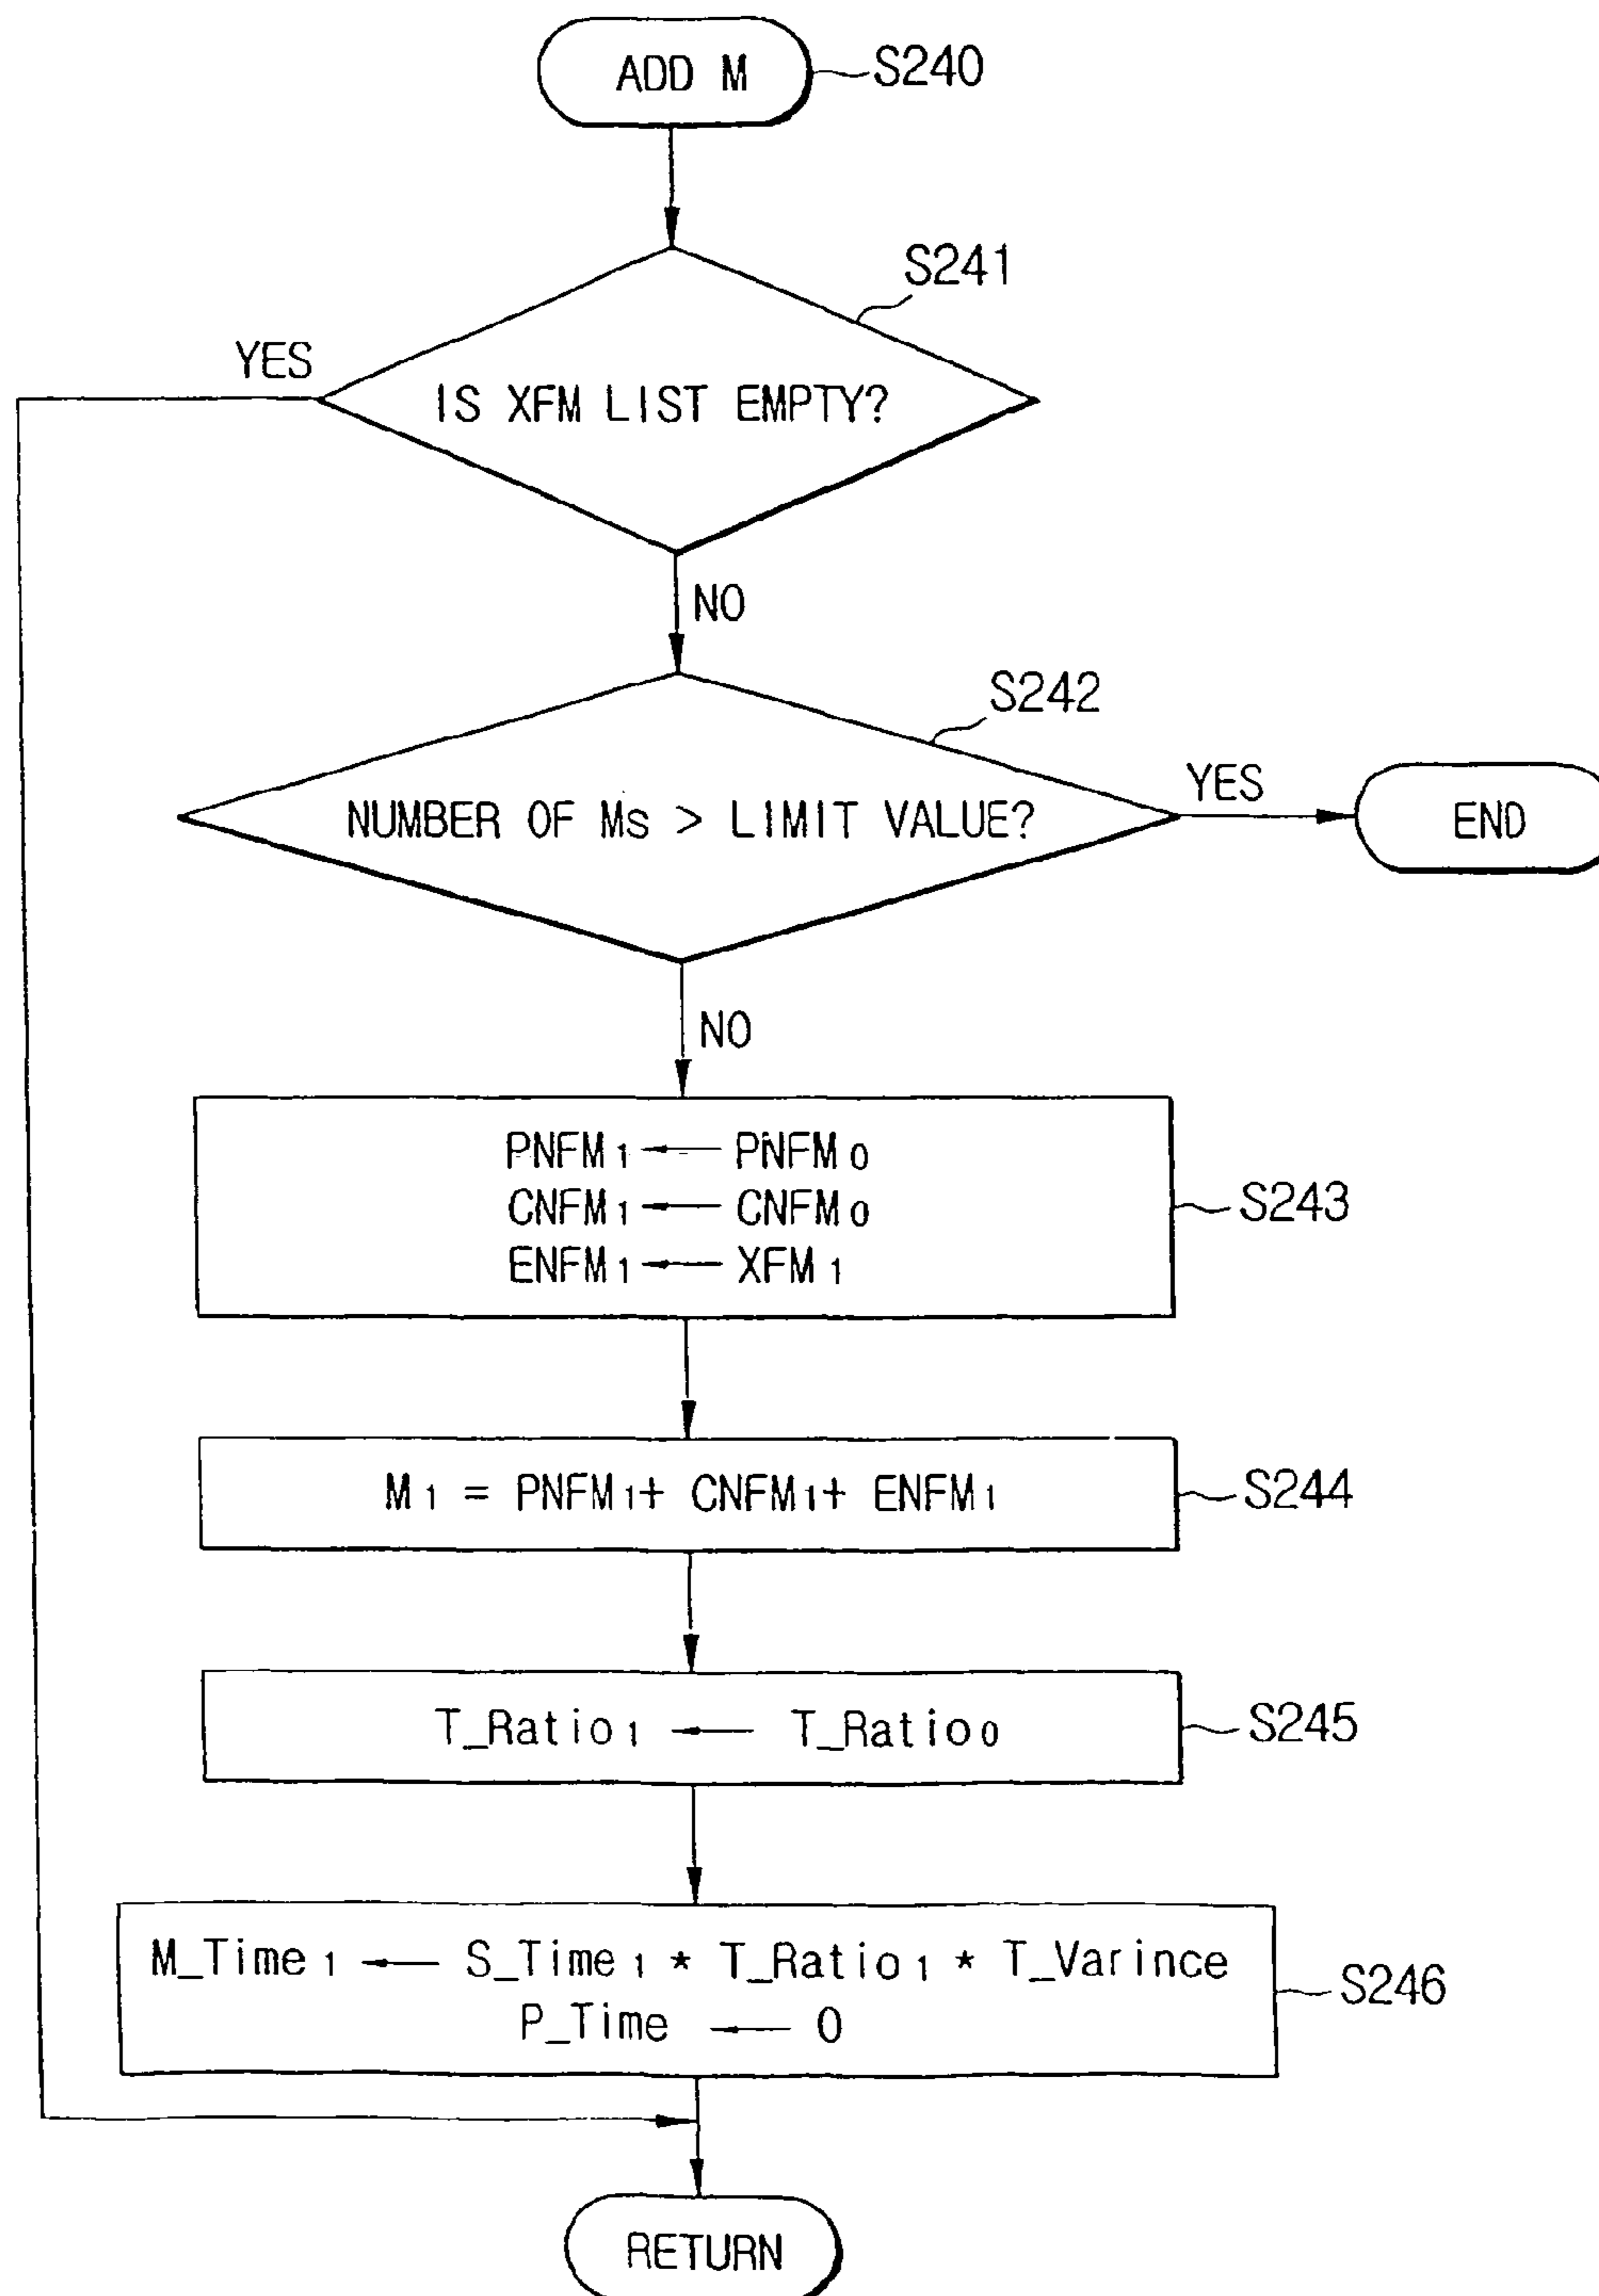 ADD M
S240
S241
YES
IS XFM LIST EMPTY?
NO
S242
NUMBER OF Ms > LIMIT VALUE?
YES
END
NO
PNFM1 ← PNFM0
CNFM1 ← CNFM0
ENFM1 ← XFM1
S243
M1 = PNFM1+ CNFM1+ ENFM1
S244
T_Ratio1 ← T_Ratio0
S245
M_Time1 ← S_Time1 * T_Ratio1 * T_Varince
P_Time ← 0
S246
RETURN